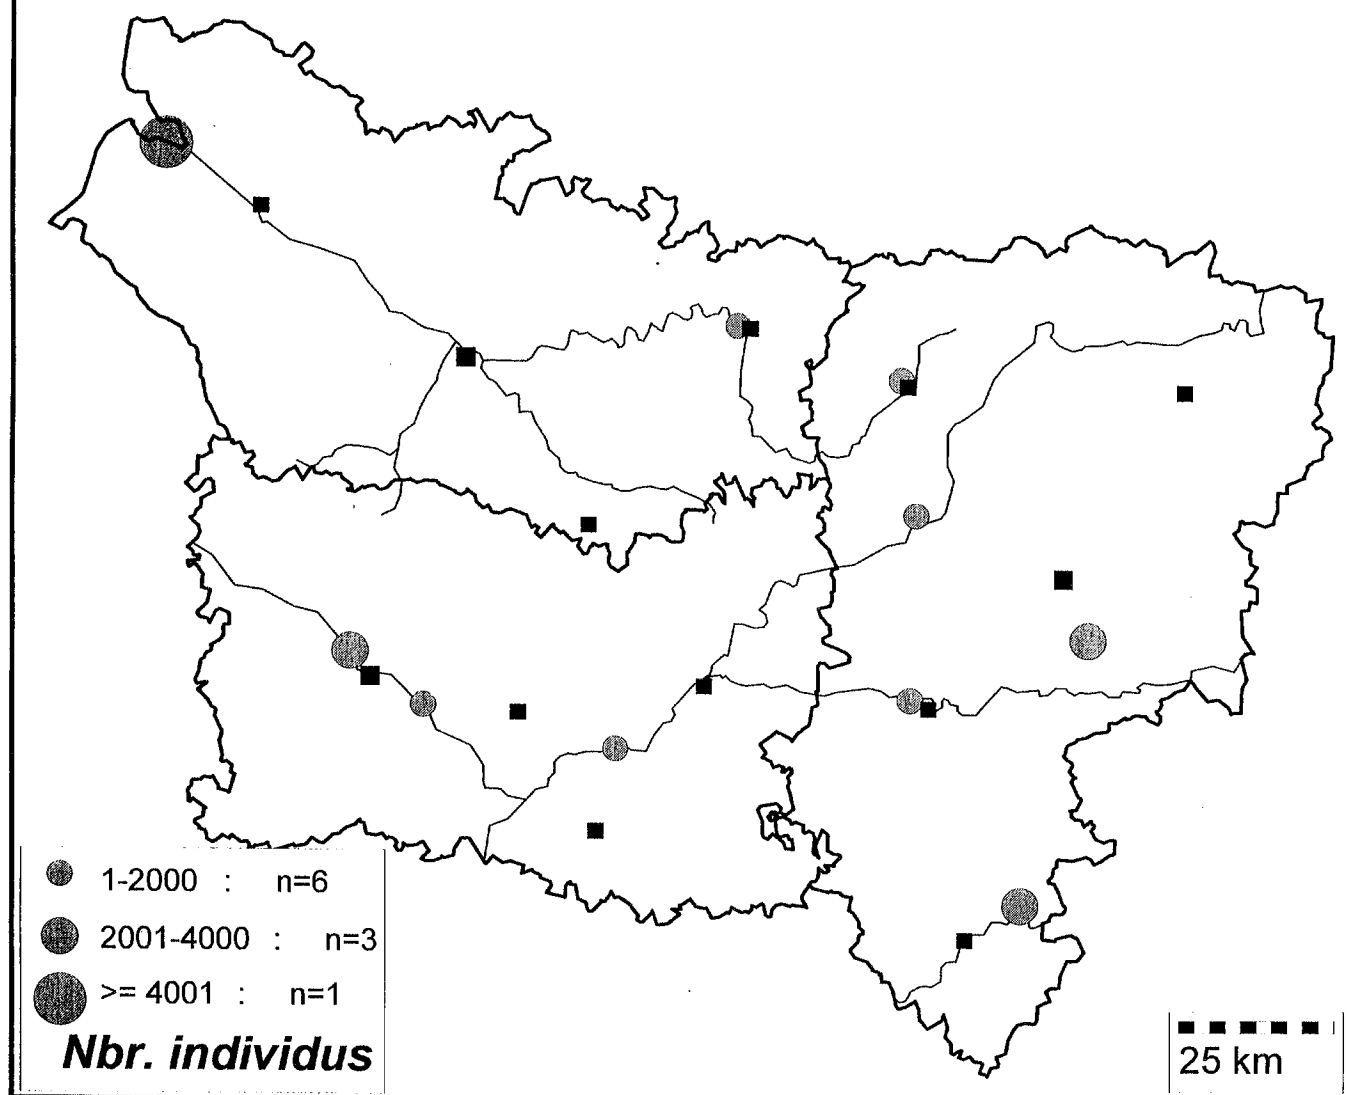 1-2000 : n=6
2001-4000 : n=3
>= 4001 : n=1
Nbr. individus
25 km